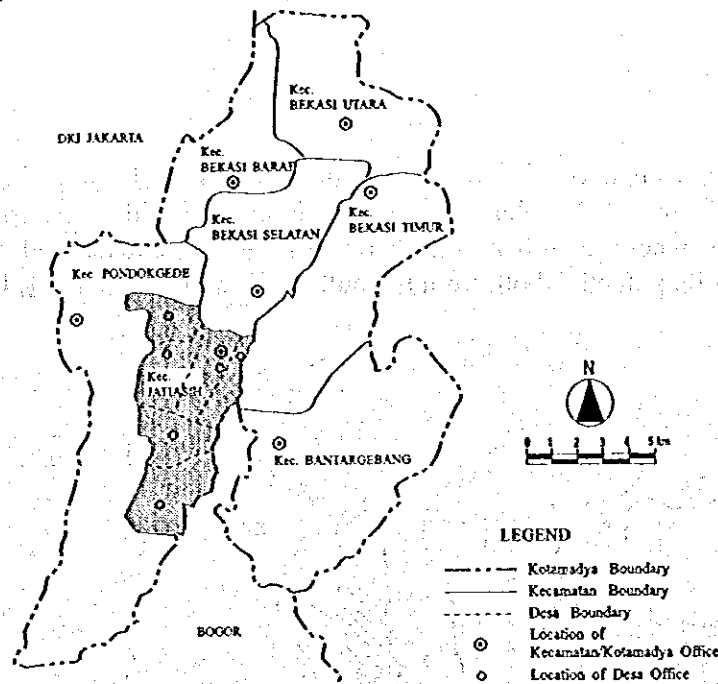 Kec.
BEKASI UTARA
DKI JAKARTA
Kec.
BEKASI BARAT
Kec.
BEKASI SELATAN
Kec.
BEKASI TIMUR
Kec. PONDOKGEDE
Kec.
JATIASIH
Kec. BANTARGEBANG
BOGOR
N
0 1 2 3 4 5 km
LEGEND
Kotamadya Boundary
Kecamatan Boundary
Desa Boundary
Location of
Kecamatan/Kotamadya Office
Location of Desa Office